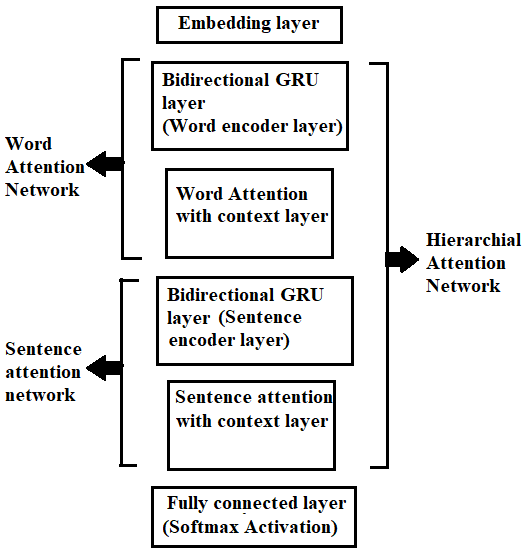 Embedding layer
Bidirectional GRU
layer
(Word encoder layer)
Word
Attention
Network
Word Attention
with context layer
Hierarchial
Attention
Network
Bidirectional GRU
layer (Sentence
encoder layer)
Sentence
attention
network
Sentence attention
with context layer
Fully connected layer
(Softmax Activation)